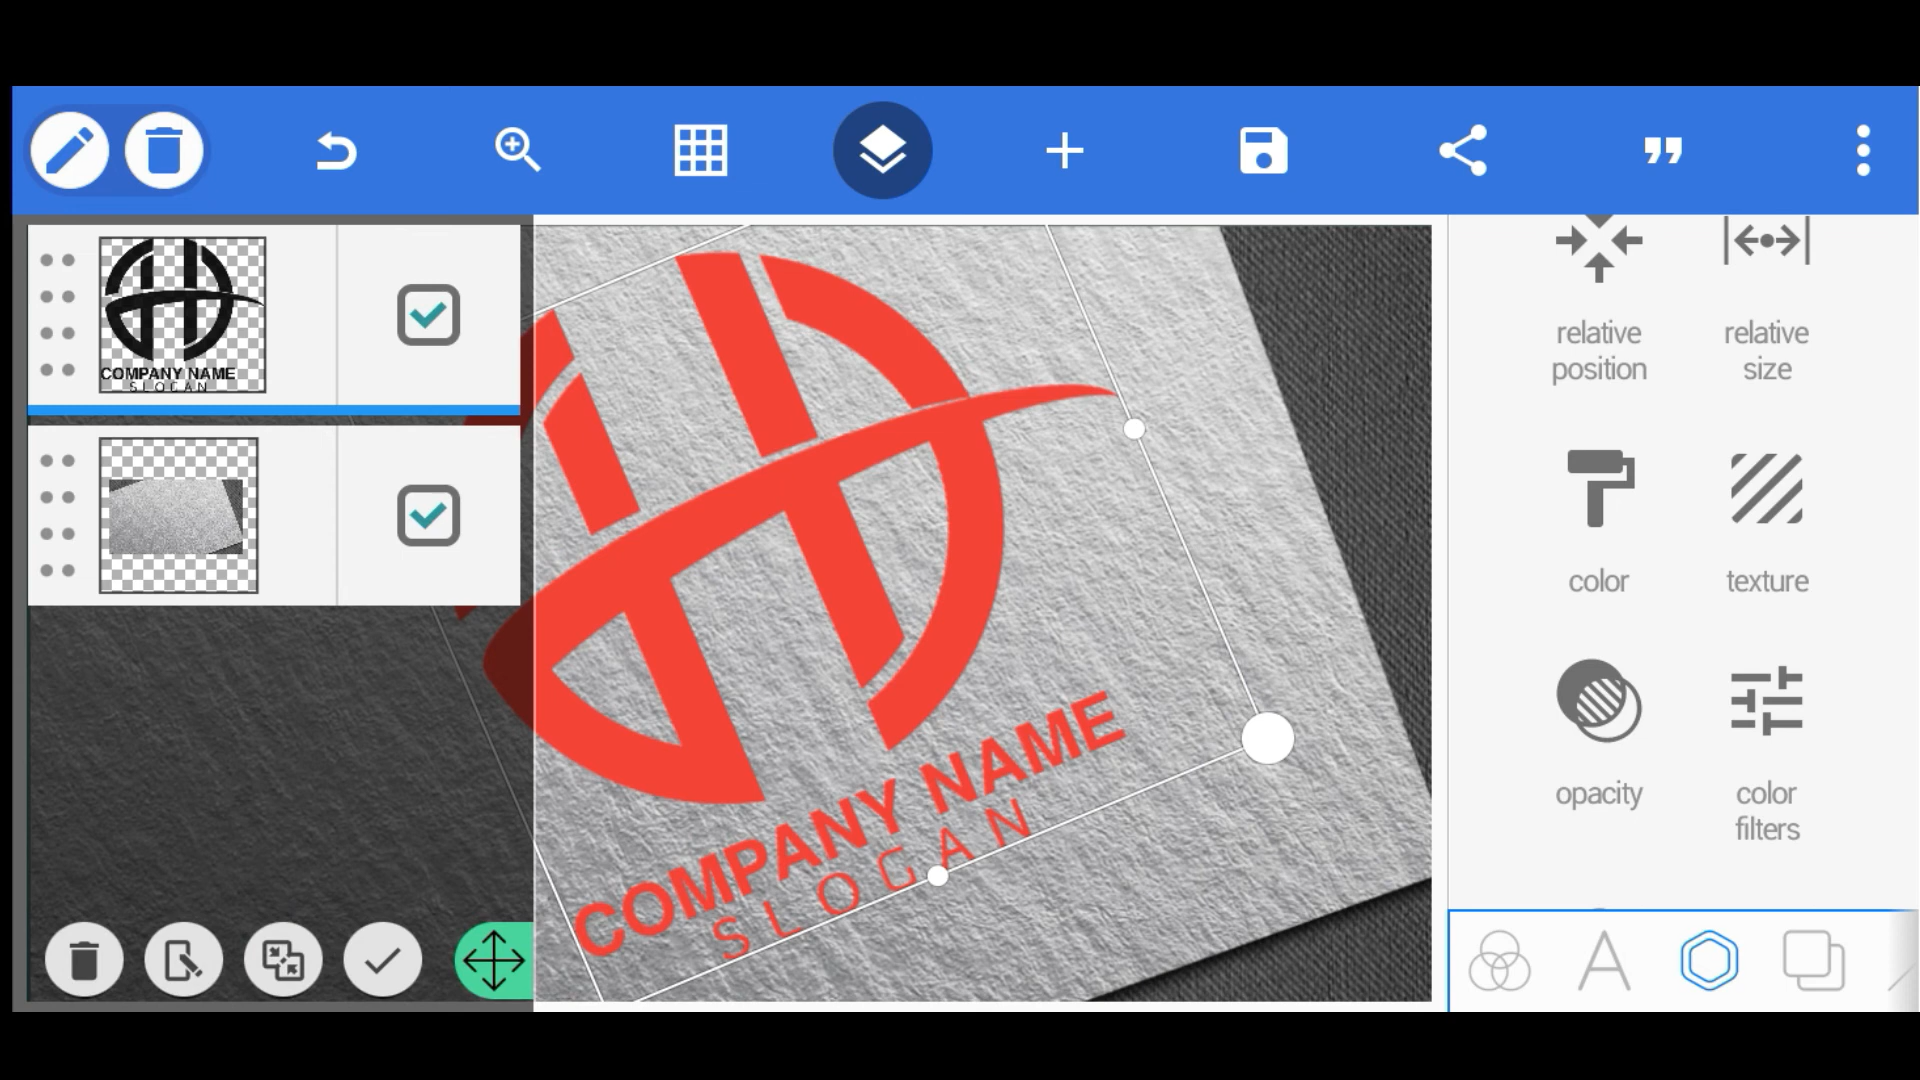 COMPANY NAME
SLOGAN
COMPANY NAME
SLOGAN
relative
position
relative
size
color
texture
opacity
color
filters